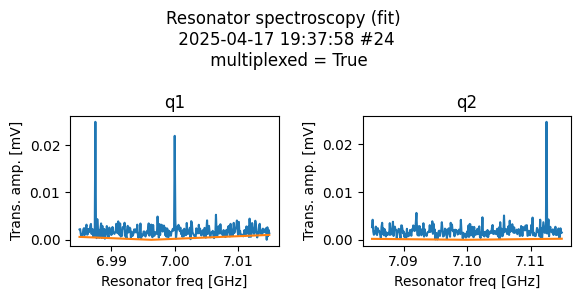 Resonator spectroscopy (fit)
2025-04-17 19:37:58 #24
multiplexed = True
q1
q2
Trans. amp. [mV]
0.02
0.01
0.00
6.99
7.00
7.01
Resonator freq [GHz]
Trans. amp. [mV]
0.02
0.01
0.00
7.09
7.10
7.11
Resonator freq [GHz]